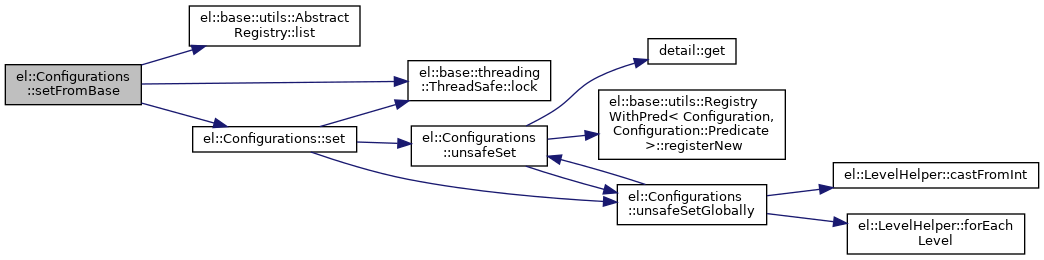 el::Configurations
::setFromBase
el::base::utils::Abstract
Registry::list
el::base::threading
::ThreadSafe::lock
el::Configurations::set
el::Configurations
::unsafeSet
detail::get
el::base::utils::Registry
WithPred< Configuration,
Configuration::Predicate
>::registerNew
el::Configurations
::unsafeSetGlobally
el::LevelHelper::castFromInt
el::LevelHelper::forEach
Level